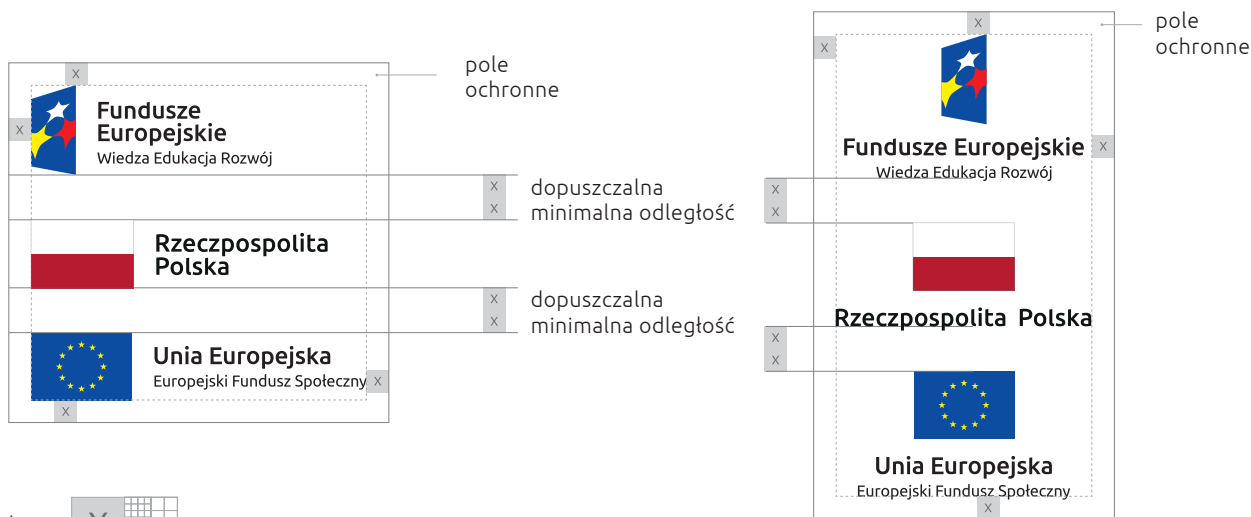 x
pole
ochronne
x
Fundusze
Europejskie
Wiedza Edukacja Rozwój
x
dopuszczalna
minimalna odległość
x
Rzeczpospolita
Polska
x
dopuszczalna
minimalna odległość
x
Unia Europejska
Europejski Fundusz Społeczny
x
x
X
x
pole
ochronne
x
Fundusze Europejskie
x
Wiedza Edukacja Rozwój
x
x
Rzeczpospolita Polska
x
x
Unia Europejska
Europejski Fundusz Społeczny
x